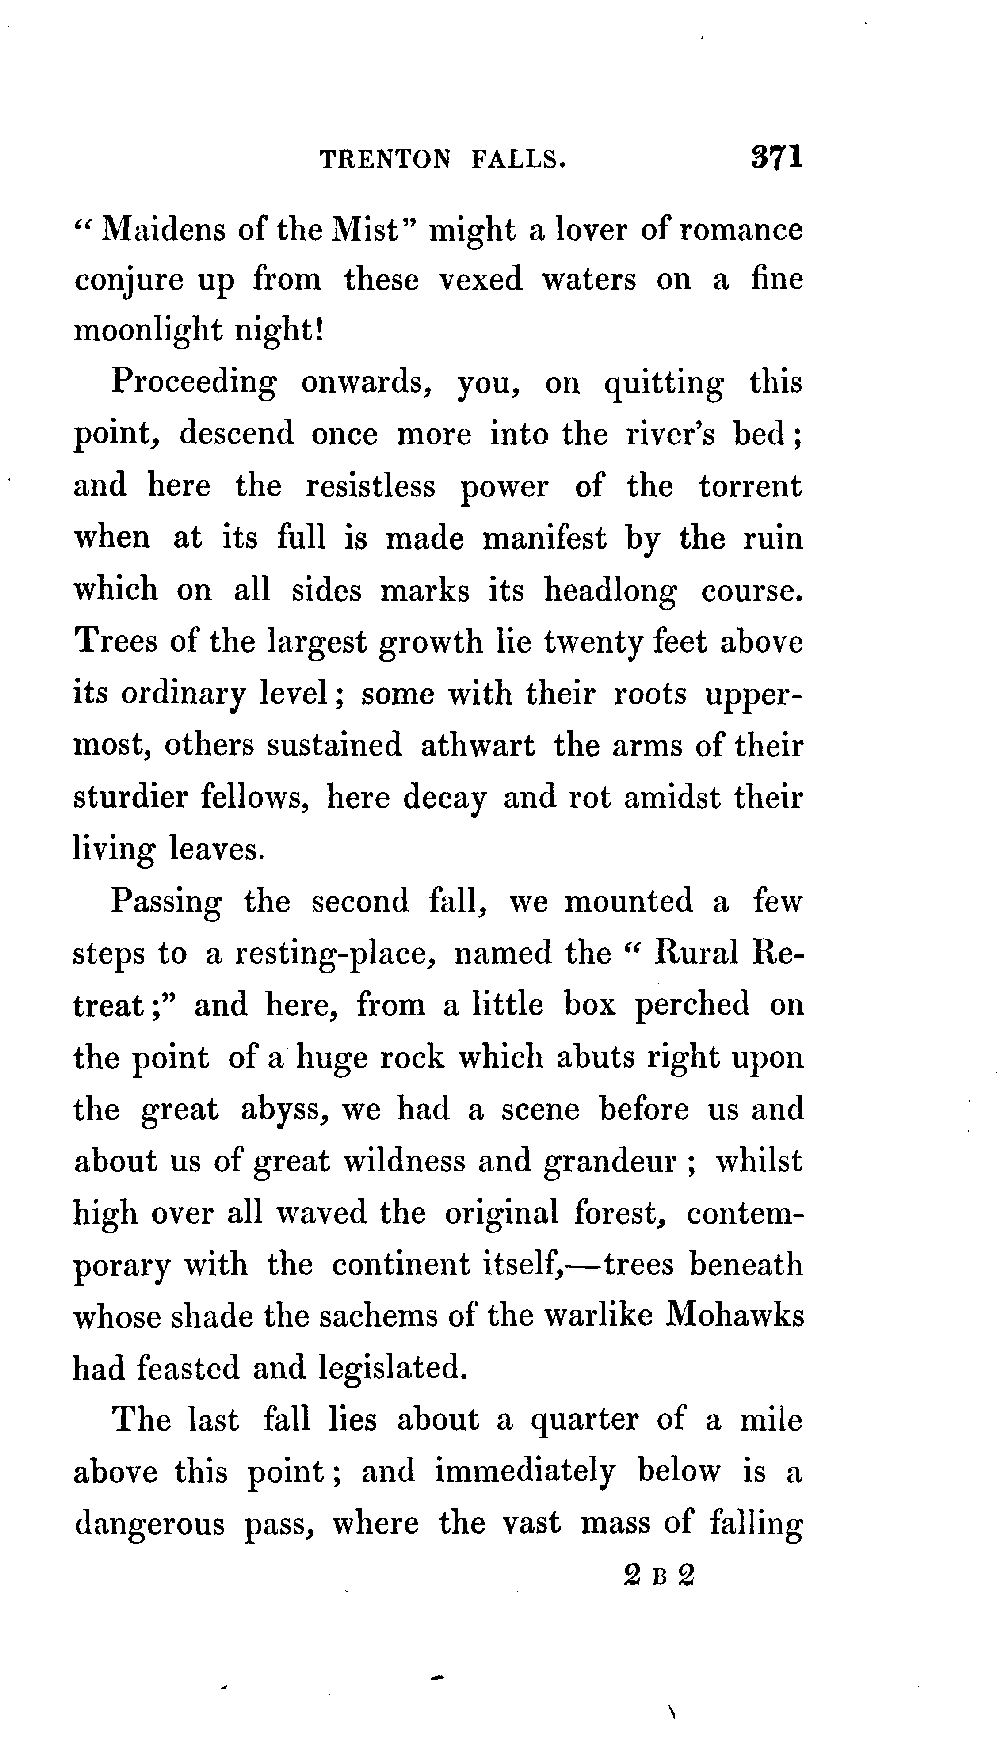 TRENTON FALLS. 371
“ Maidens of the Mist” might a lover of romance
conjure up from these vexed waters on a fine
moonlight night!
Proceeding onwards, you, on quitting this
point, descend once more into the river’s bed ;
and here the resistless power of the torrent
when at its full is made manifest by the ruin
which on all sides marks its headlong course.
Trees of the largest growth lie twenty feet above
its ordinary level ; some with their roots upper-
most, others sustained athwart the arms of their
sturdier fellows, here decay and rot amidst their
living leaves.
Passing the second fall, we mounted a few
steps to a resting-place, named the “ Rural Re-
treat ;” and here, from a little box perched on
the point of a huge rock which abuts right upon
the great abyss, we had a scene before us and
about us of great wildness and grandeur ; whilst
high over all waved the original forest, contem-
porary with the continent itself,—trees beneath
whose shade the sachems of the warlike Mohawks
had feasted and legislated.
The last fall lies about a quarter of a mile
above this point ; and immediately below is a
dangerous pass, where the vast mass of falling
2 B 2